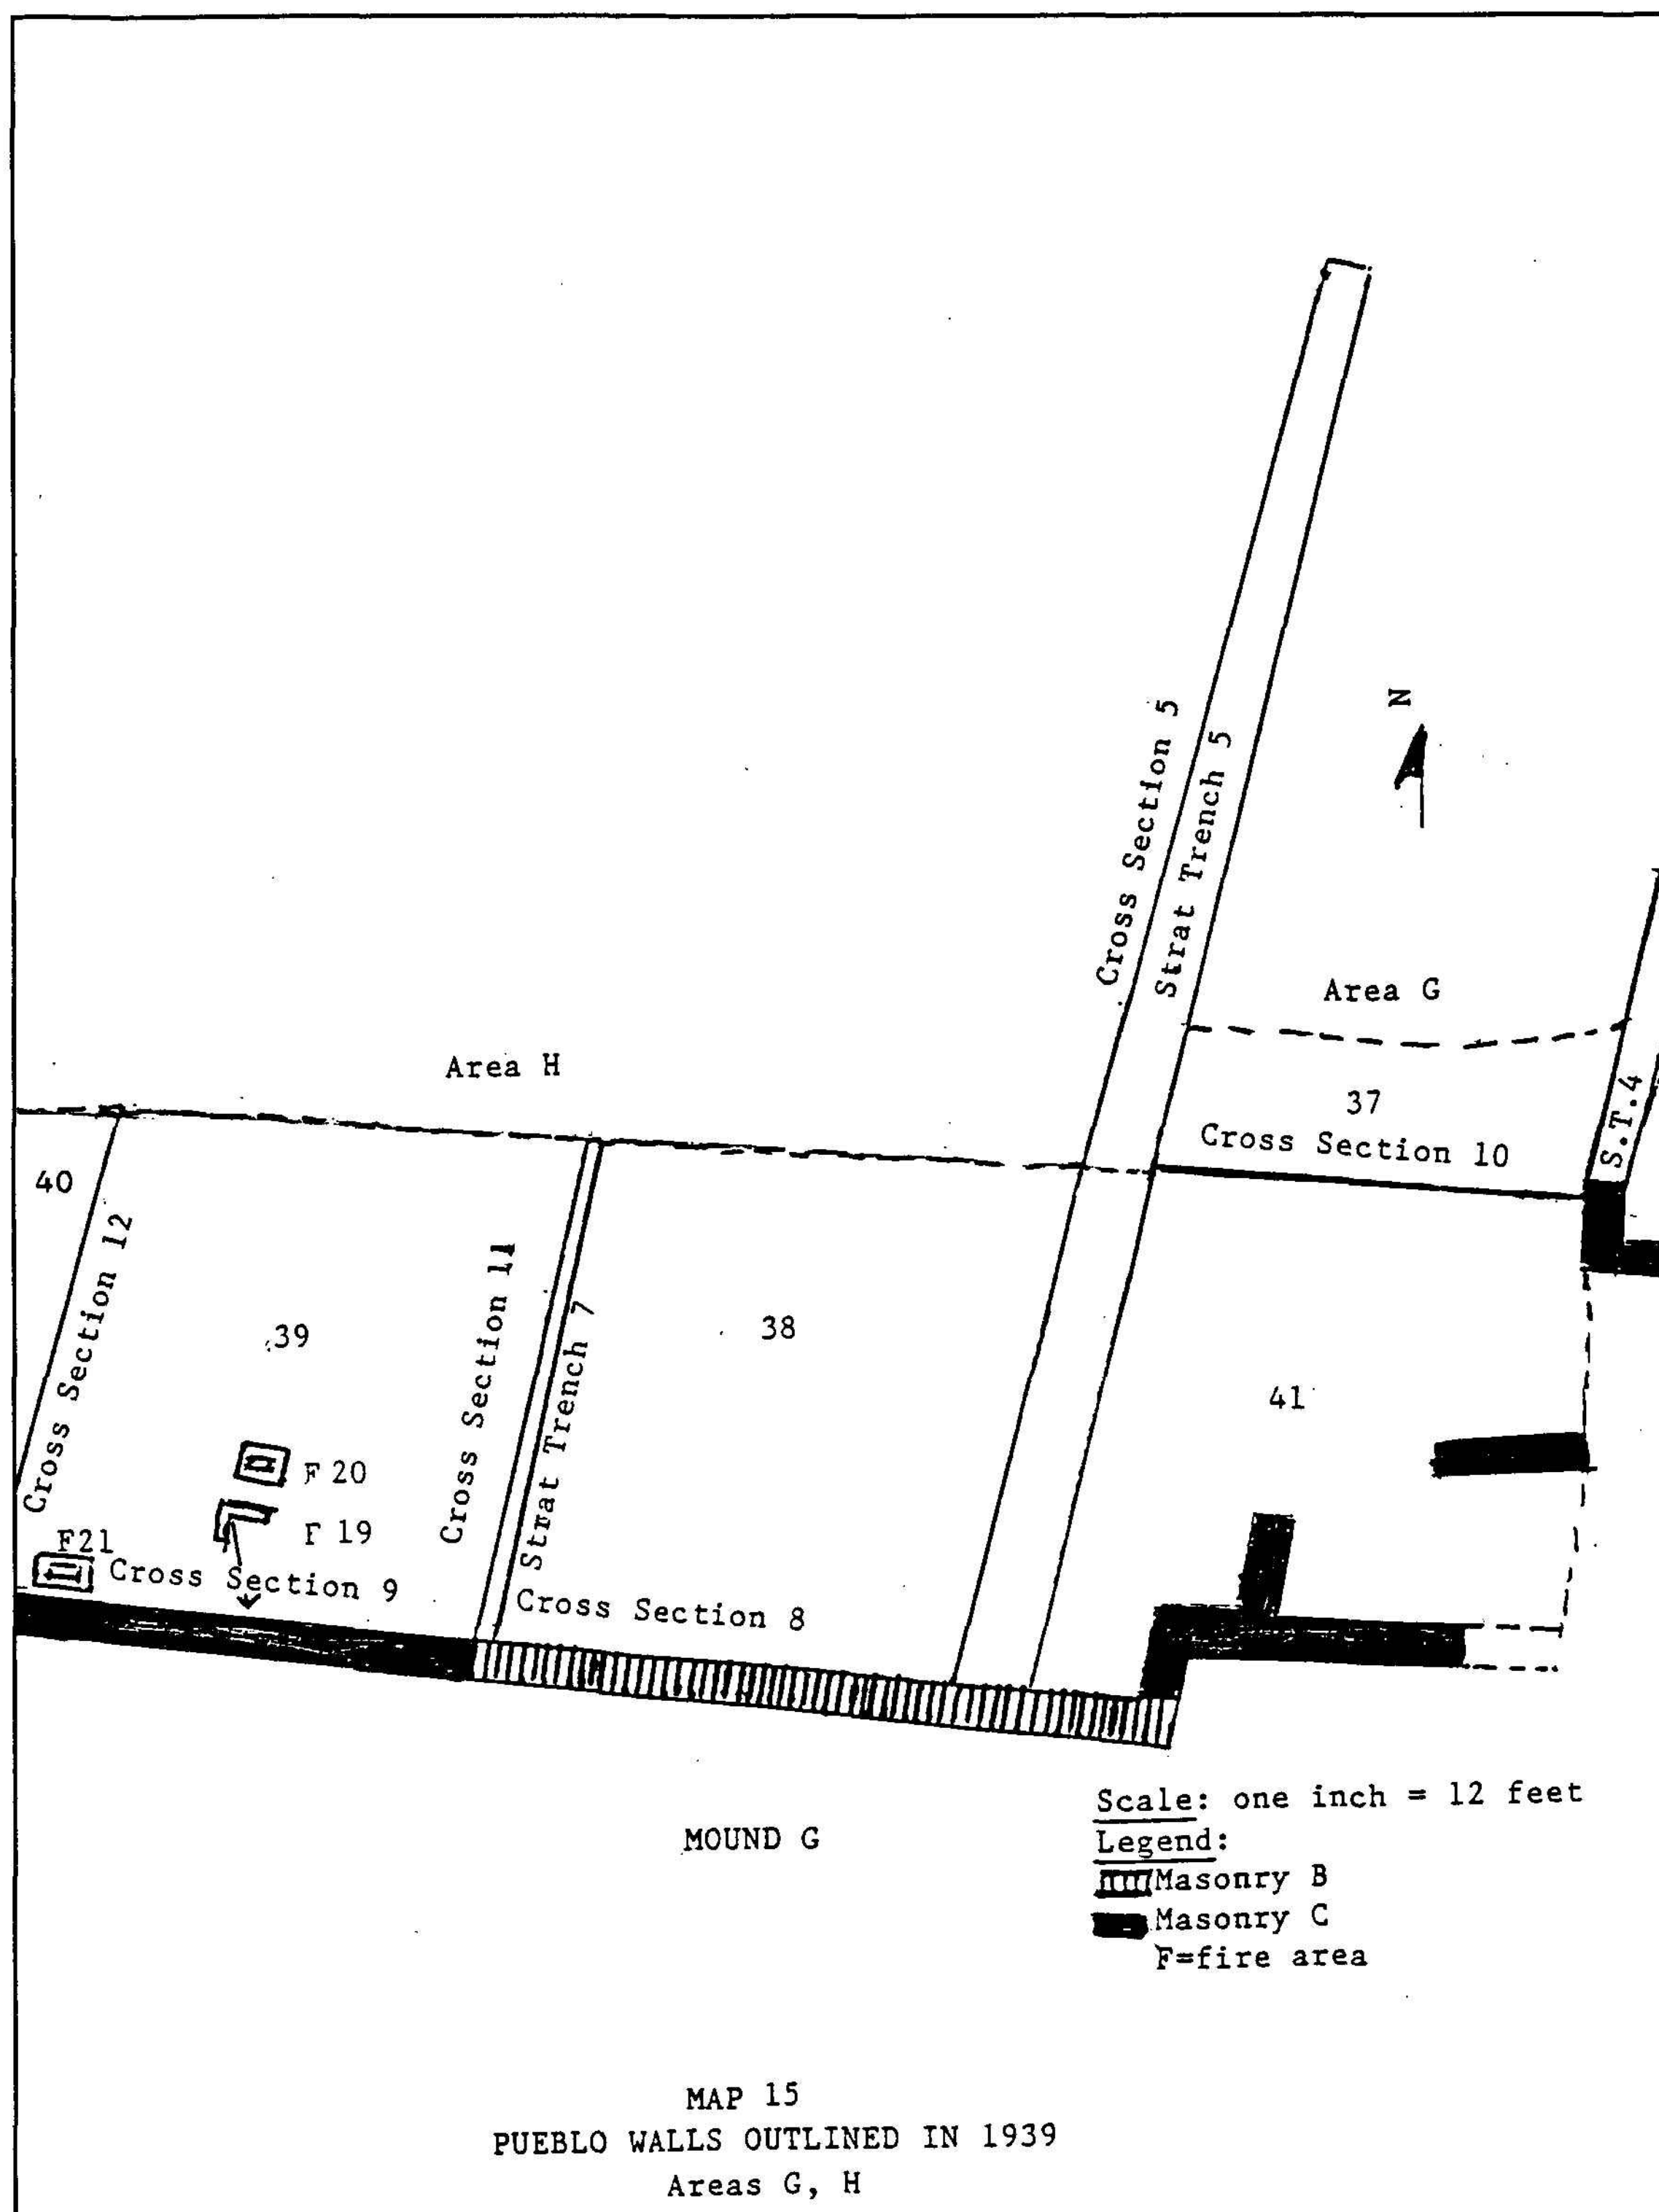 N
Cross Section 5
Strat Trench 5
Area G
Area H
37
S.T.4
Cross Section 10
40
Cross Section 12
39
Cross Section 11
Strat Trench 7
38
41
F 20
F 19
F21
Cross Section 9
Cross Section 8
Scale: one inch = 12 feet
MOUND G
Legend:
Masonry B
Masonry C
F=fire area
MAP 15
PUEBLO WALLS OUTLINED IN 1939
Areas G, H